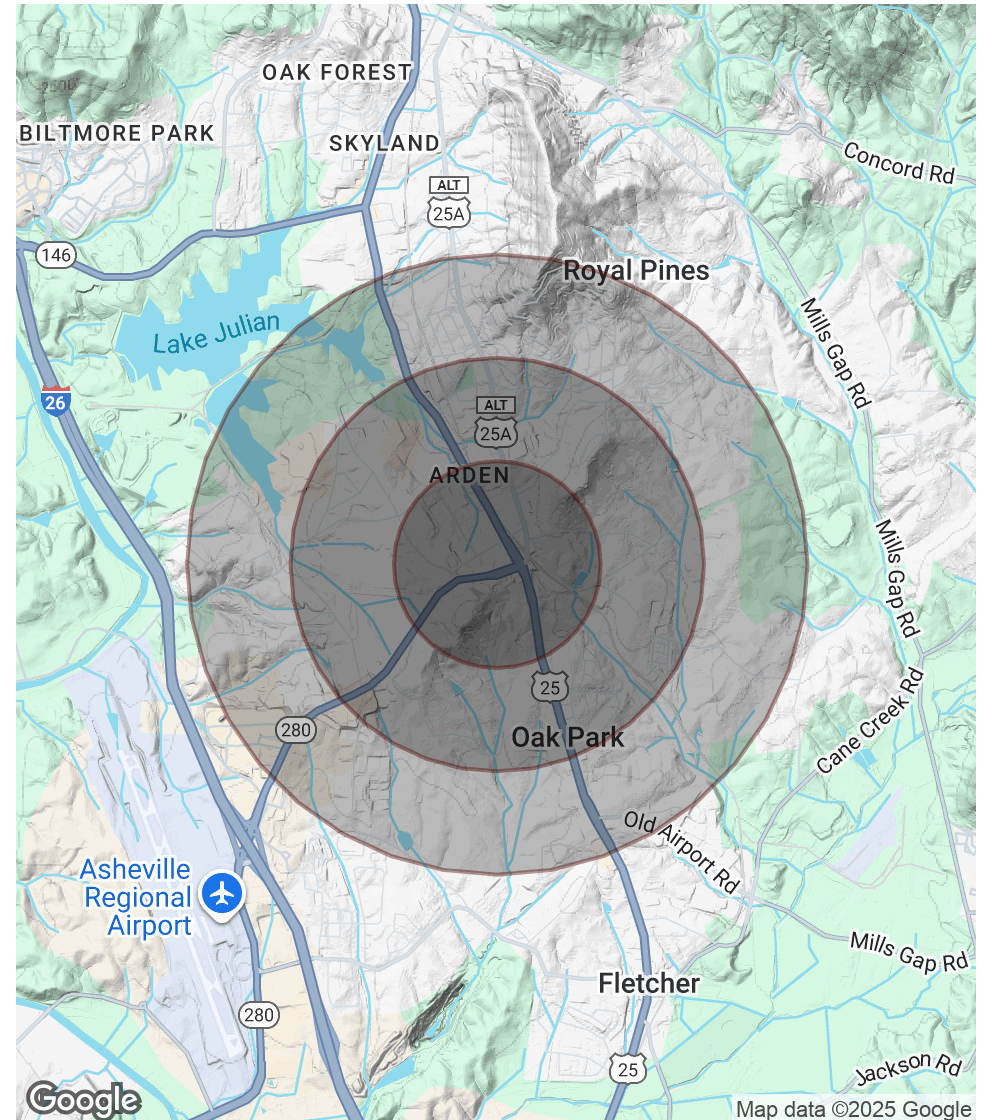 OAK FOREST
BILTMORE PARK
SKYLAND
Concord Rd
ALT
25A
146
Royal Pines
Lake Julian
Mills Gap Rd
26
ALT
25A
ARDEN
Mills Gap Rd
25
280
Oak Park
Cane Creek Rd
Old Airport Rd
Asheville
Regional
Airport
Mills Gap Rd
Fletcher
280
25
Jackson Rd
Google
Map data ©2025 Google